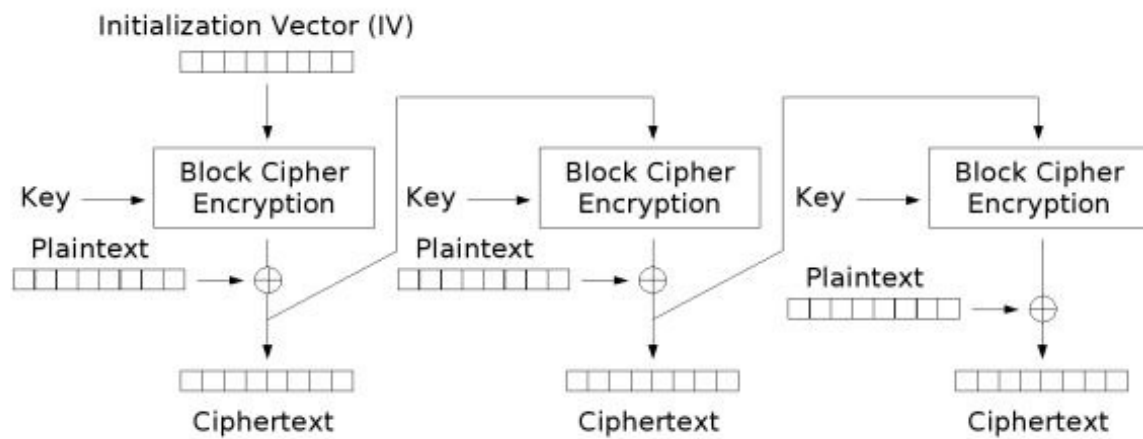 Initialization Vector (IV)
Block Cipher
Encryption
Key
Plaintext
Ciphertext
Block Cipher
Encryption
Key
Plaintext
Ciphertext
Block Cipher
Encryption
Key
Plaintext
Ciphertext